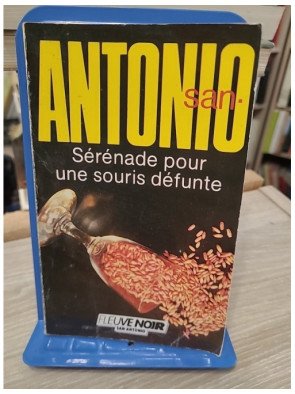 ANTONIO
san-
Sérénade pour
une souris défunte
FLEUVE NOIR
SAN ANTONIO